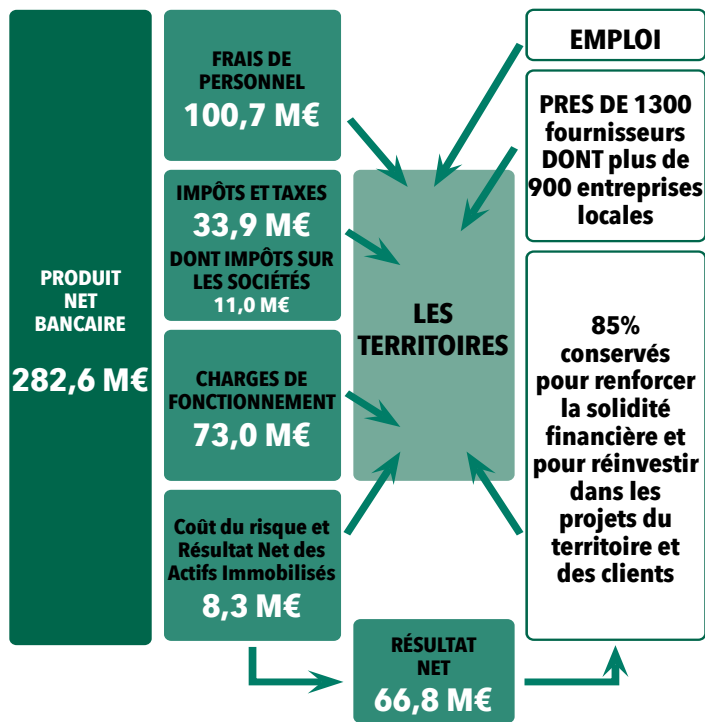 PRODUIT
NET
BANCAIRE
282,6 M€
FRAIS DE
PERSONNEL
100,7 M€
IMPÔTS ET TAXES
33,9 M€
DONT IMPÔTS SUR
LES SOCIÉTÉS
11,0 M€
CHARGES DE
FONCTIONNEMENT
73,0 M€
Coût du risque et
Résultat Net des
Actifs Immobilisés
8,3 M€
LES
TERRITOIRES
RÉSULTAT
NET
66,8 M€
EMPLOI
PRES DE 1300
fournisseurs
DONT plus de
900 entreprises
locales
85%
conservés
pour renforcer
la solidité
financière et
pour réinvestir
dans les
projets du
territoire et
des clients